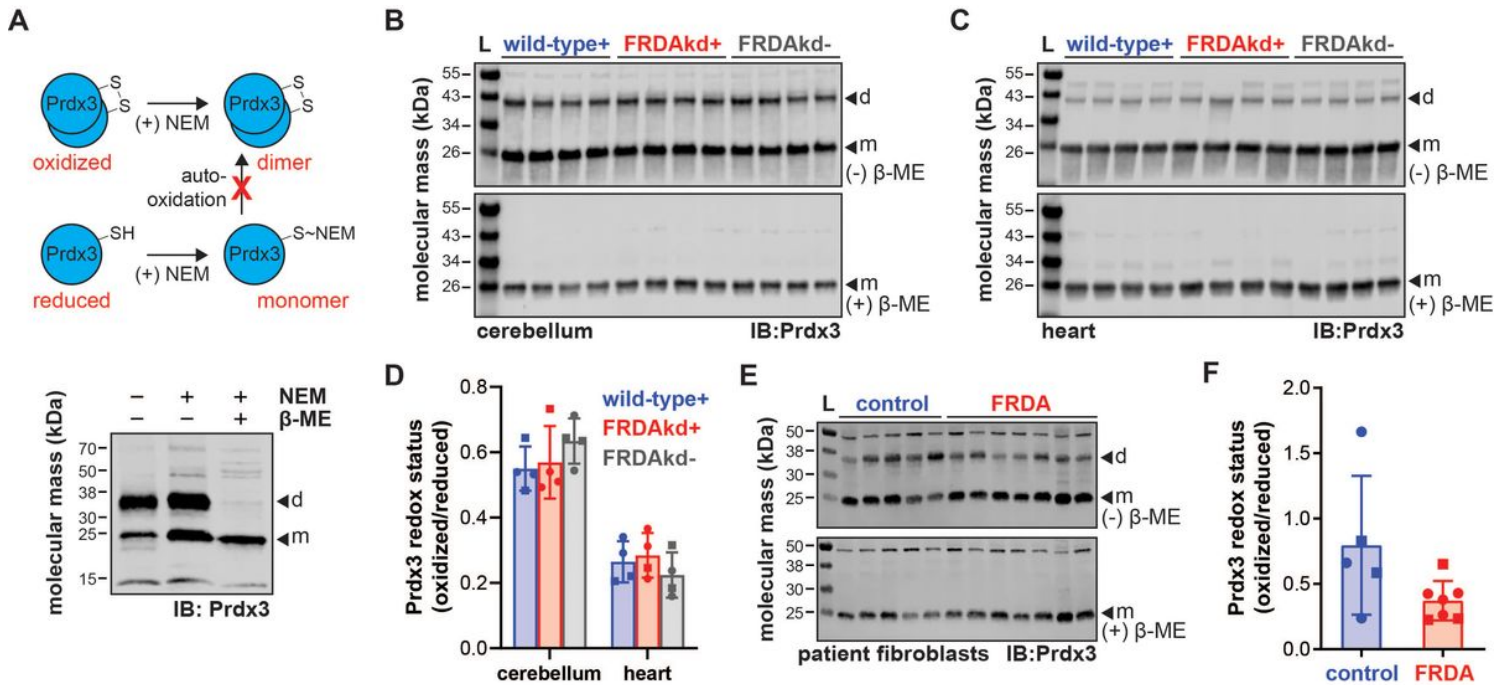 A
Prdx3
S
S
(+) NEM
Prdx3
S
S
oxidized
dimer
auto-
oxidation
X
Prdx3
SH
(+) NEM
Prdx3
S~NEM
reduced
monomer
– + + NEM
– – + β-ME
molecular mass (kDa)
70–
50–
38–
30–
25–
15–
◄d
◄m
IB: Prdx3
B
L wild-type+ FRDAkd+ FRDAkd-
molecular mass (kDa)
55–
43–
34–
26–
◄d
◄m
(-) β-ME
55–
43–
34–
26–
◄m
(+) β-ME
cerebellum IB:Prdx3
C
L wild-type+ FRDAkd+ FRDAkd-
molecular mass (kDa)
55–
43–
34–
26–
◄d
◄m
(-) β-ME
55–
43–
34–
26–
◄m
(+) β-ME
heart IB:Prdx3
D
Prdx3 redox status
(oxidized/reduced)
0.8
0.6
0.4
0.2
0.0
wild-type+
FRDAkd+
FRDAkd-
cerebellum heart
E
L control FRDA
molecular mass (kDa)
50–
38–
35–
25–
◄d
◄m
(-) β-ME
50–
38–
35–
25–
◄m
(+) β-ME
patient fibroblasts IB:Prdx3
F
Prdx3 redox status
(oxidized/reduced)
2.0
1.5
1.0
0.5
0.0
control FRDA